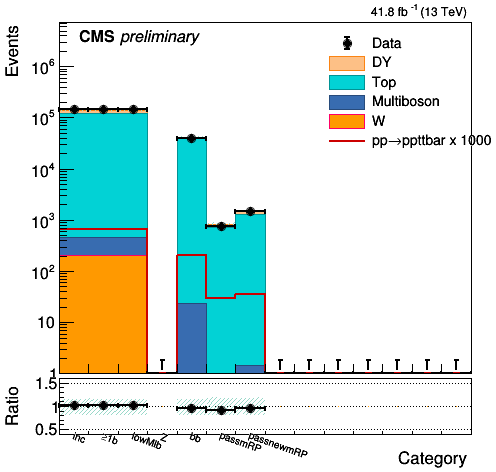 41.8 fb⁻¹ (13 TeV)
CMS preliminary
Events
10⁶
10⁵
10⁴
10³
10²
10
1
Data
DY
Top
Multiboson
W
pp→ppttbar x 1000
Ratio
1.5
1
0.5
inc
≥1b
lowMlb
Z
bb
passmRP
passnewmRP
Category